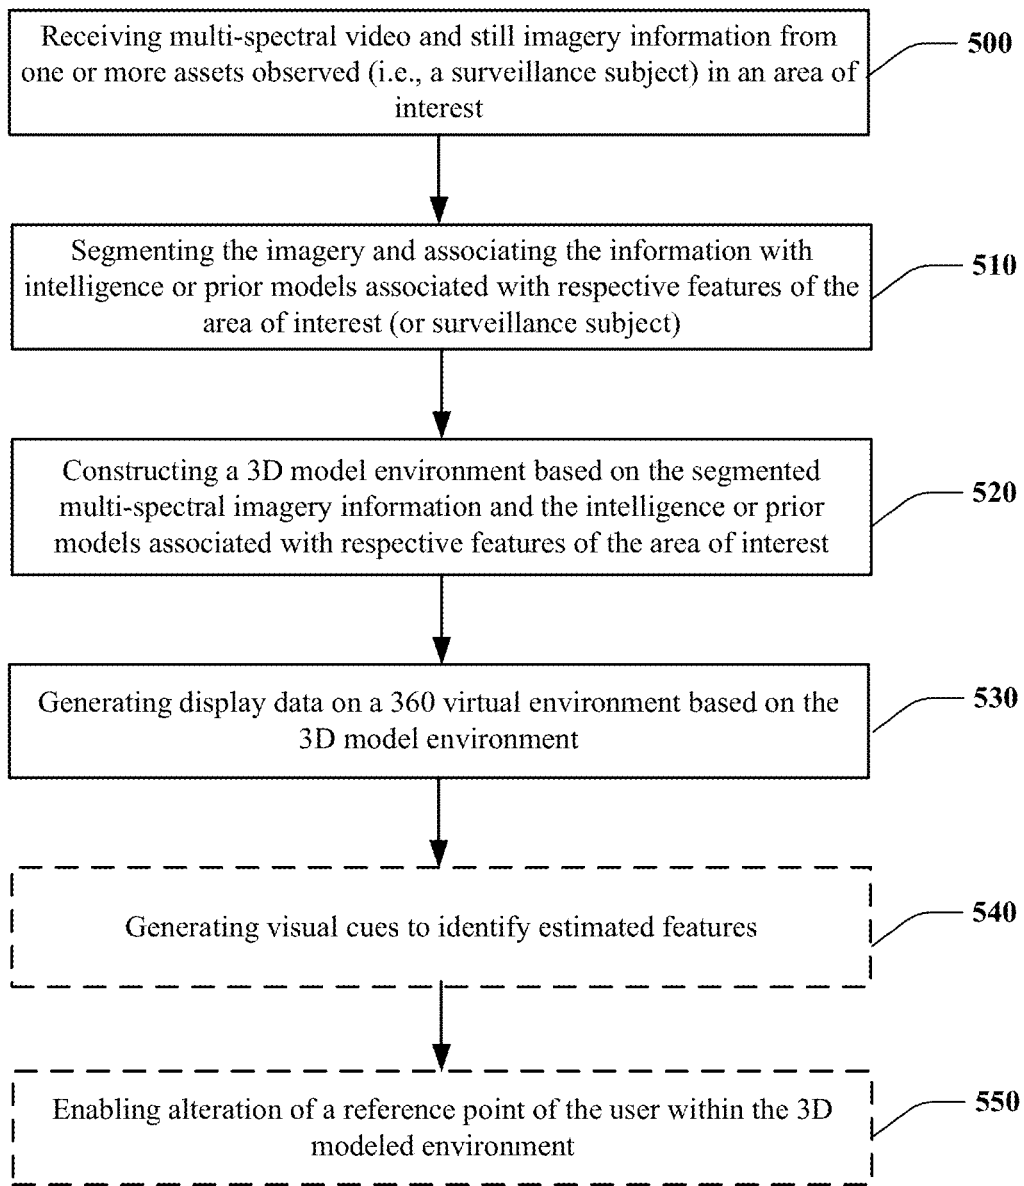 Receiving multi-spectral video and still imagery information from
one or more assets observed (i.e., a surveillance subject) in an area of
interest
500
Segmenting the imagery and associating the information with
intelligence or prior models associated with respective features of the
area of interest (or surveillance subject)
510
Constructing a 3D model environment based on the segmented
multi-spectral imagery information and the intelligence or prior
models associated with respective features of the area of interest
520
Generating display data on a 360 virtual environment based on the
3D model environment
530
Generating visual cues to identify estimated features
540
Enabling alteration of a reference point of the user within the 3D
modeled environment
550